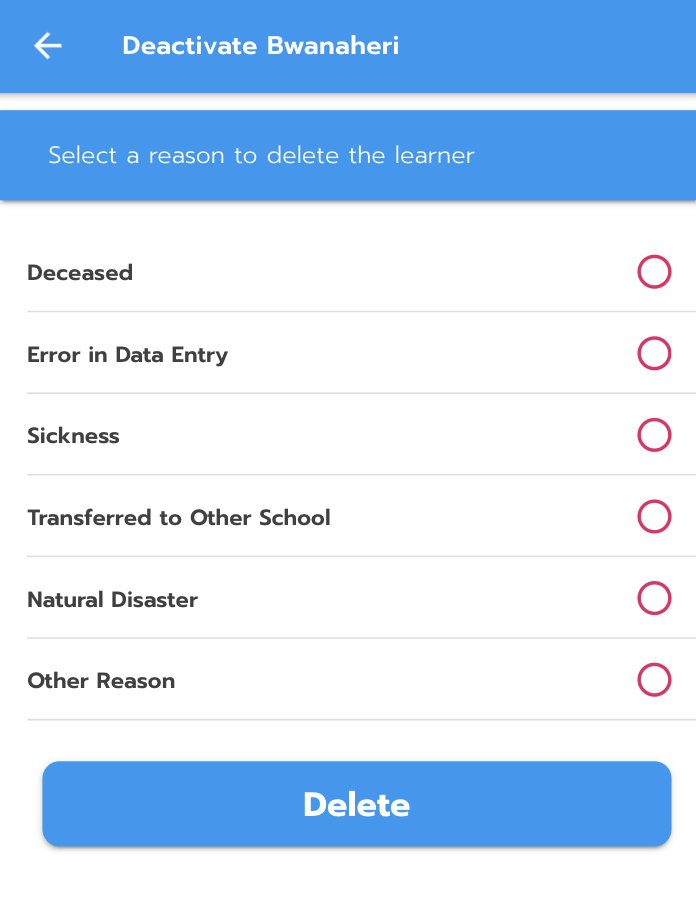 Deactivate Bwanaheri
Select a reason to delete the learner
Deceased
Error in Data Entry
Sickness
Transferred to Other School
Natural Disaster
Other Reason
Delete